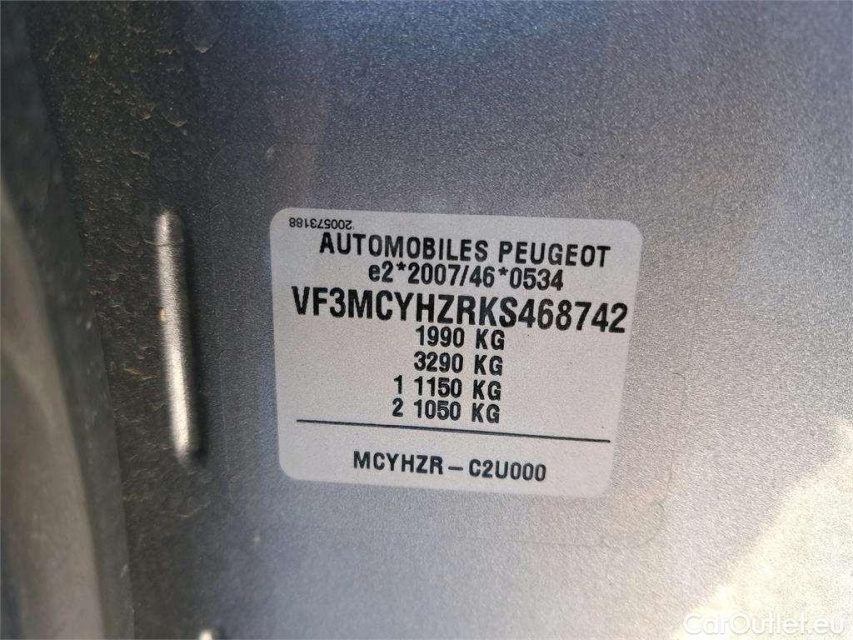 200573188
AUTOMOBILES PEUGEOT
e2*2007/46*0534
VF3MCYHZRKS468742
1990 KG
3290 KG
1 1150 KG
2 1050 KG
MCYHZR-C2U000
CarOutlet.eu